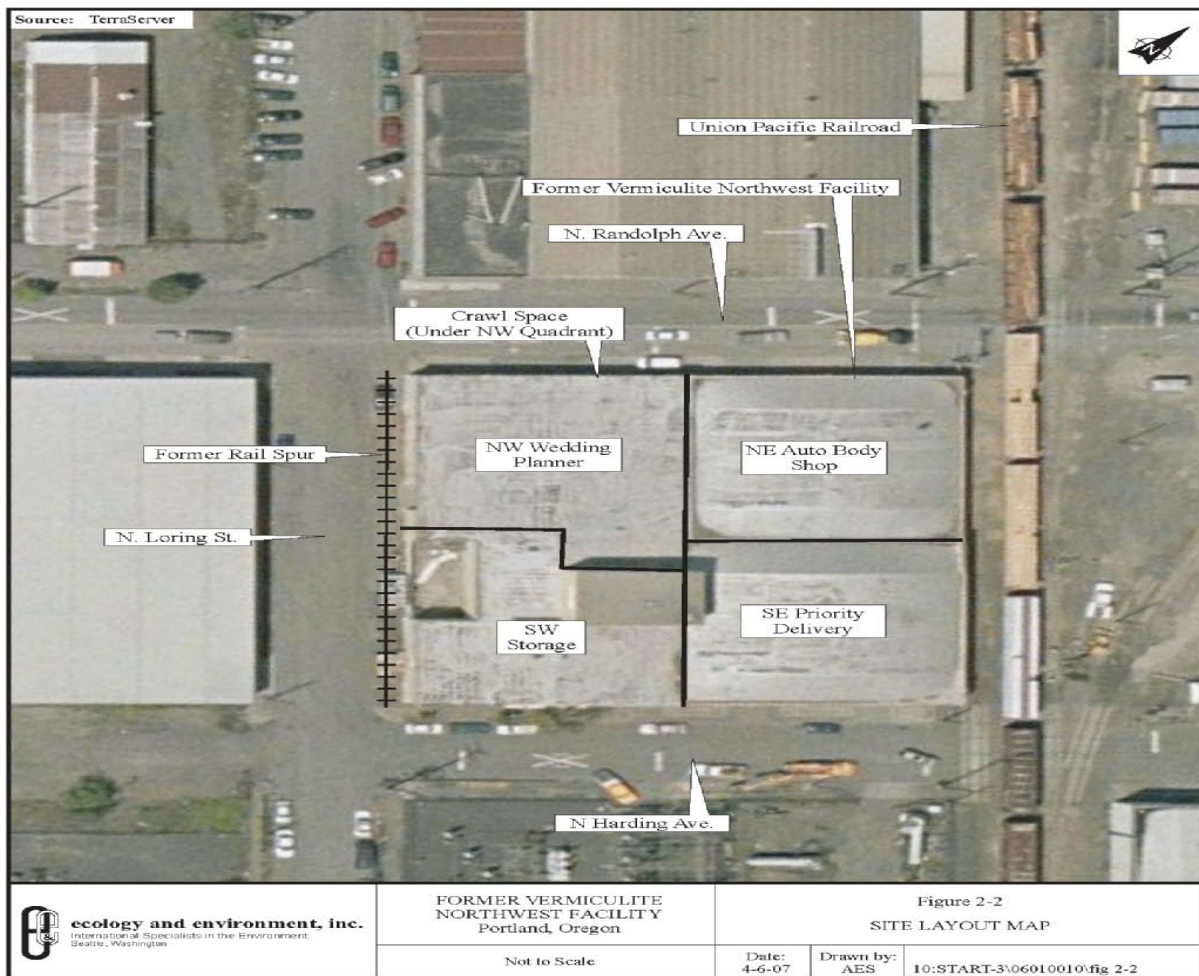 Source: TerraServer
N
Union Pacific Railroad
Former Vermiculite Northwest Facility
N. Randolph Ave.
Crawl Space
(Under NW Quadrant)
NW Wedding
Planner
NE Auto Body
Shop
Former Rail Spur
N. Loring St.
SW
Storage
SE Priority
Delivery
N Harding Ave.
ecology and environment, inc.
International Specialists in the Environment
Seattle, Washington
FORMER VERMICULITE
NORTHWEST FACILITY
Portland, Oregon
Not to Scale
Figure 2-2
SITE LAYOUT MAP
Date:
4-6-07
Drawn by:
AES
10:START-3\06010010\fig 2-2